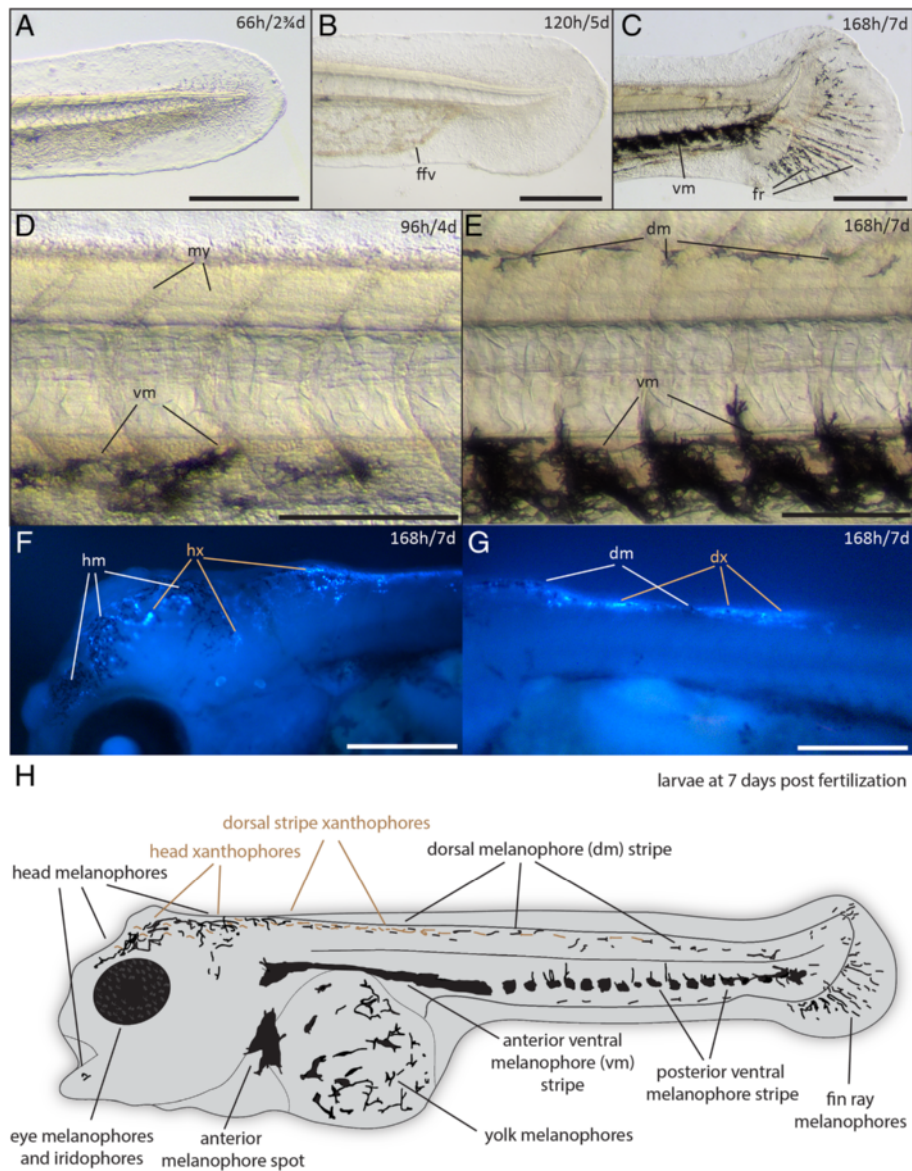 A
66h/2¾d
B
120h/5d
ffv
C
168h/7d
vm
fr
D
96h/4d
my
vm
E
168h/7d
dm
vm
F
168h/7d
hm
hx
G
168h/7d
dm
dx
H
larvae at 7 days post fertilization
dorsal stripe xanthophores
head xanthophores
dorsal melanophore (dm) stripe
head melanophores
anterior ventral
melanophore (vm)
stripe
posterior ventral
melanophore stripe
fin ray
melanophores
eye melanophores
and iridophores
anterior
melanophore spot
yolk melanophores